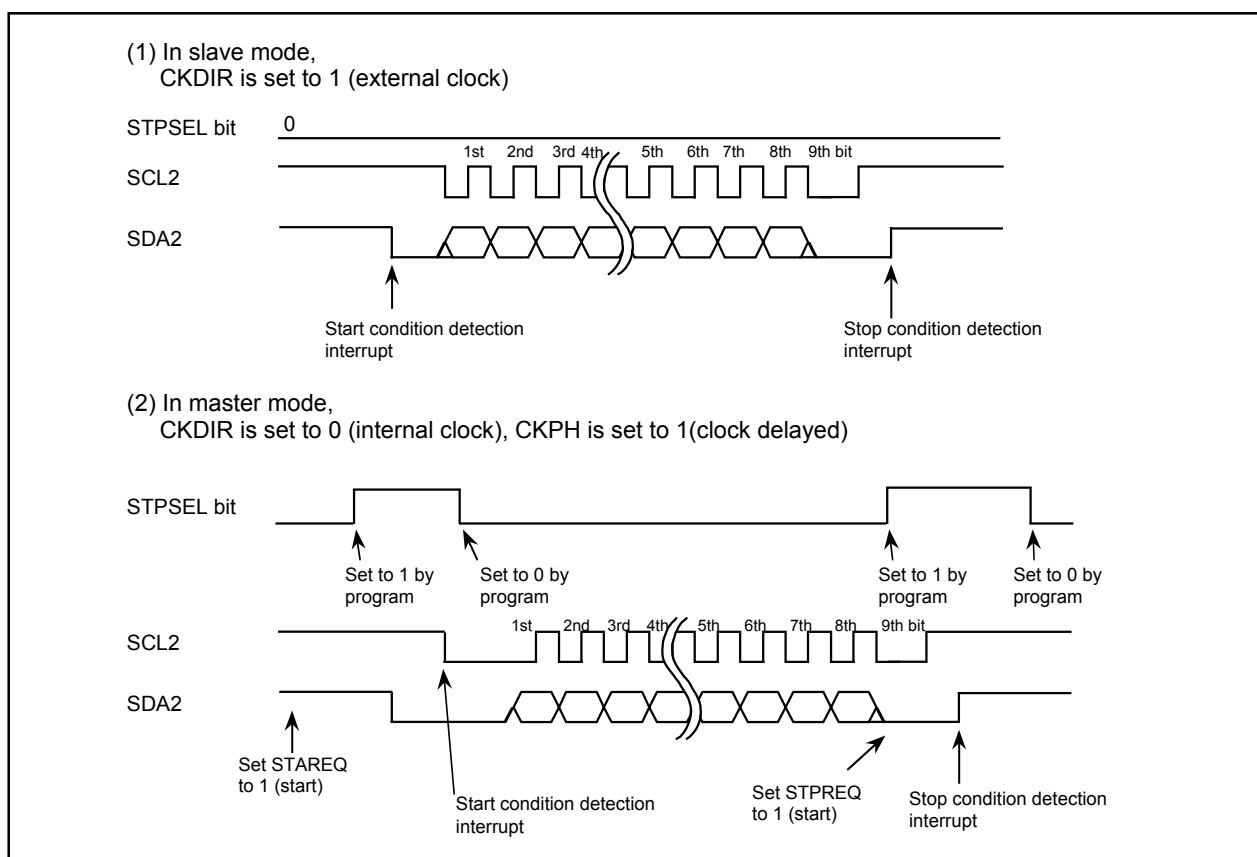 (1) In slave mode,
CKDIR is set to 1 (external clock)
STPSEL bit
0
1st 2nd 3rd 4th 5th 6th 7th 8th 9th bit
SCL2
SDA2
Start condition detection
interrupt
Stop condition detection
interrupt
(2) In master mode,
CKDIR is set to 0 (internal clock), CKPH is set to 1(clock delayed)
STPSEL bit
Set to 1 by
program
Set to 0 by
program
Set to 1 by
program
Set to 0 by
program
1st 2nd 3rd 4th 5th 6th 7th 8th 9th bit
SCL2
SDA2
Set STAREQ
to 1 (start)
Start condition detection
interrupt
Set STPREQ
to 1 (start)
Stop condition detection
interrupt